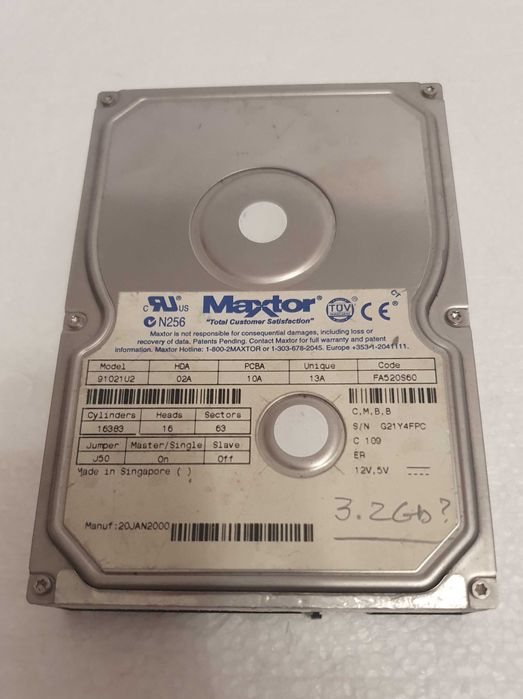 C RU US Maxtor® TÜV CE CT
N256 "Total Customer Satisfaction"
Maxtor is not responsible for consequential damages, including loss or
recovery of data. Patents Pending. Contact Maxtor for full warranty and patent
information. Maxtor Hotline: 1-800-2MAXTOR or 1-303-678-2045. Europe +353-1-2041111.
Model HDA PCBA Unique Code
91021U2 02A 10A 13A FA520S60
Cylinders Heads Sectors
16383 16 63
Jumper Master/Single Slave
J50 On Off
Made in Singapore ( )
C,M,B,B
S/N G21Y4FPC
C 109
ER
12V,5V
3.2Gb?
Manuf:20JAN2000